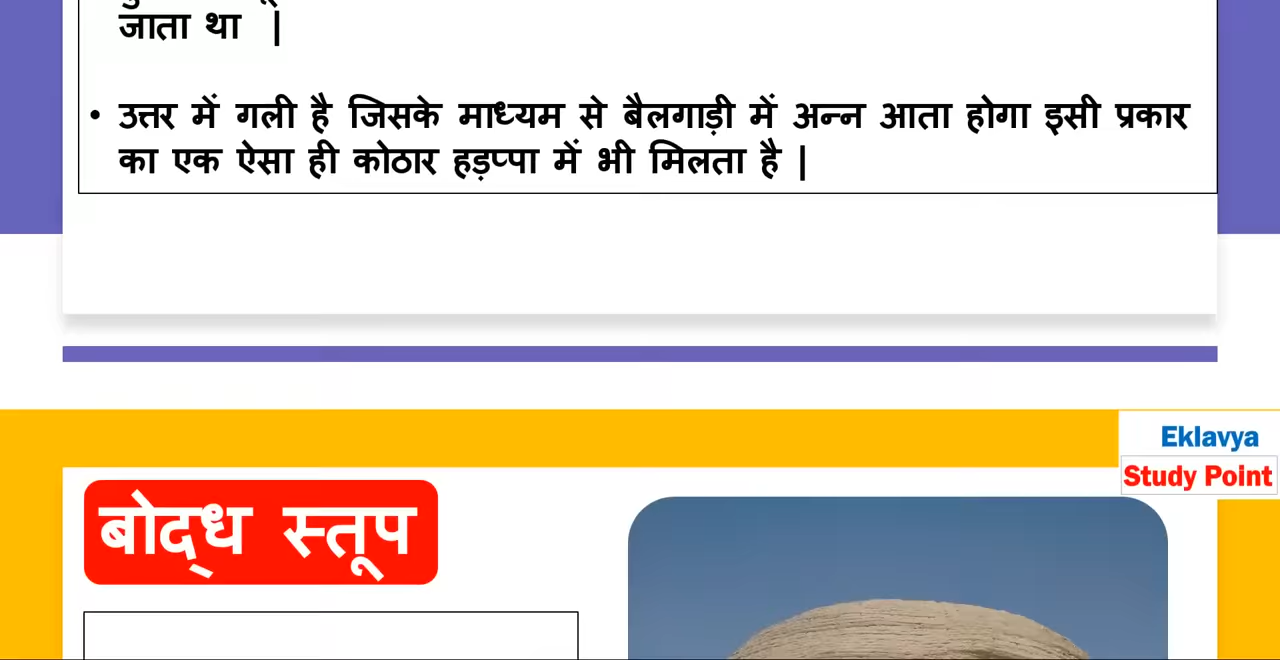 जाता था |
• उत्तर में गली है जिसके माध्यम से बैलगाड़ी में अन्न आता होगा इसी प्रकार
का एक ऐसा ही कोठार हड़प्पा में भी मिलता है |
Eklavya
Study Point
बोद्ध स्तूप